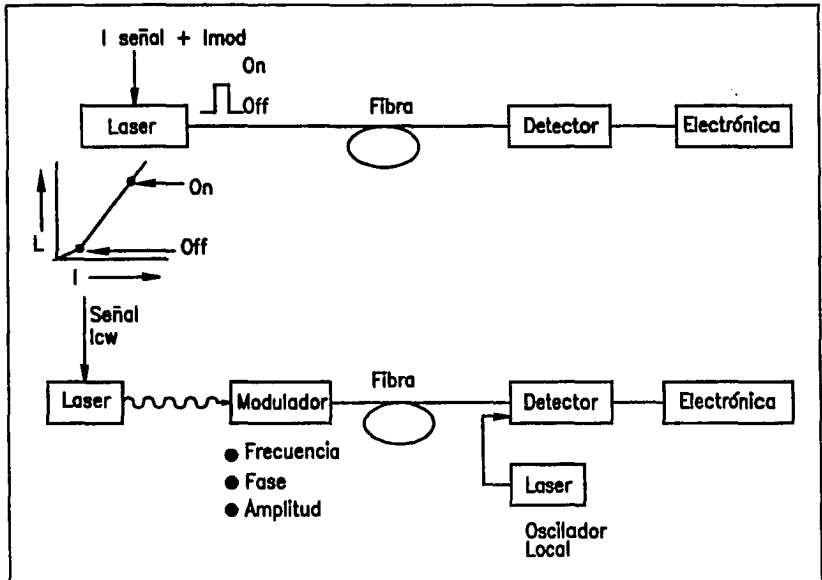 I señal + Imod
On
Off
Laser
Fibra
Detector
Electrónica
On
Off
L
I
Señal
Icw
Laser
Modulador
Fibra
Detector
Electrónica
● Frecuencia
● Fase
● Amplitud
Laser
Oscilador
Local